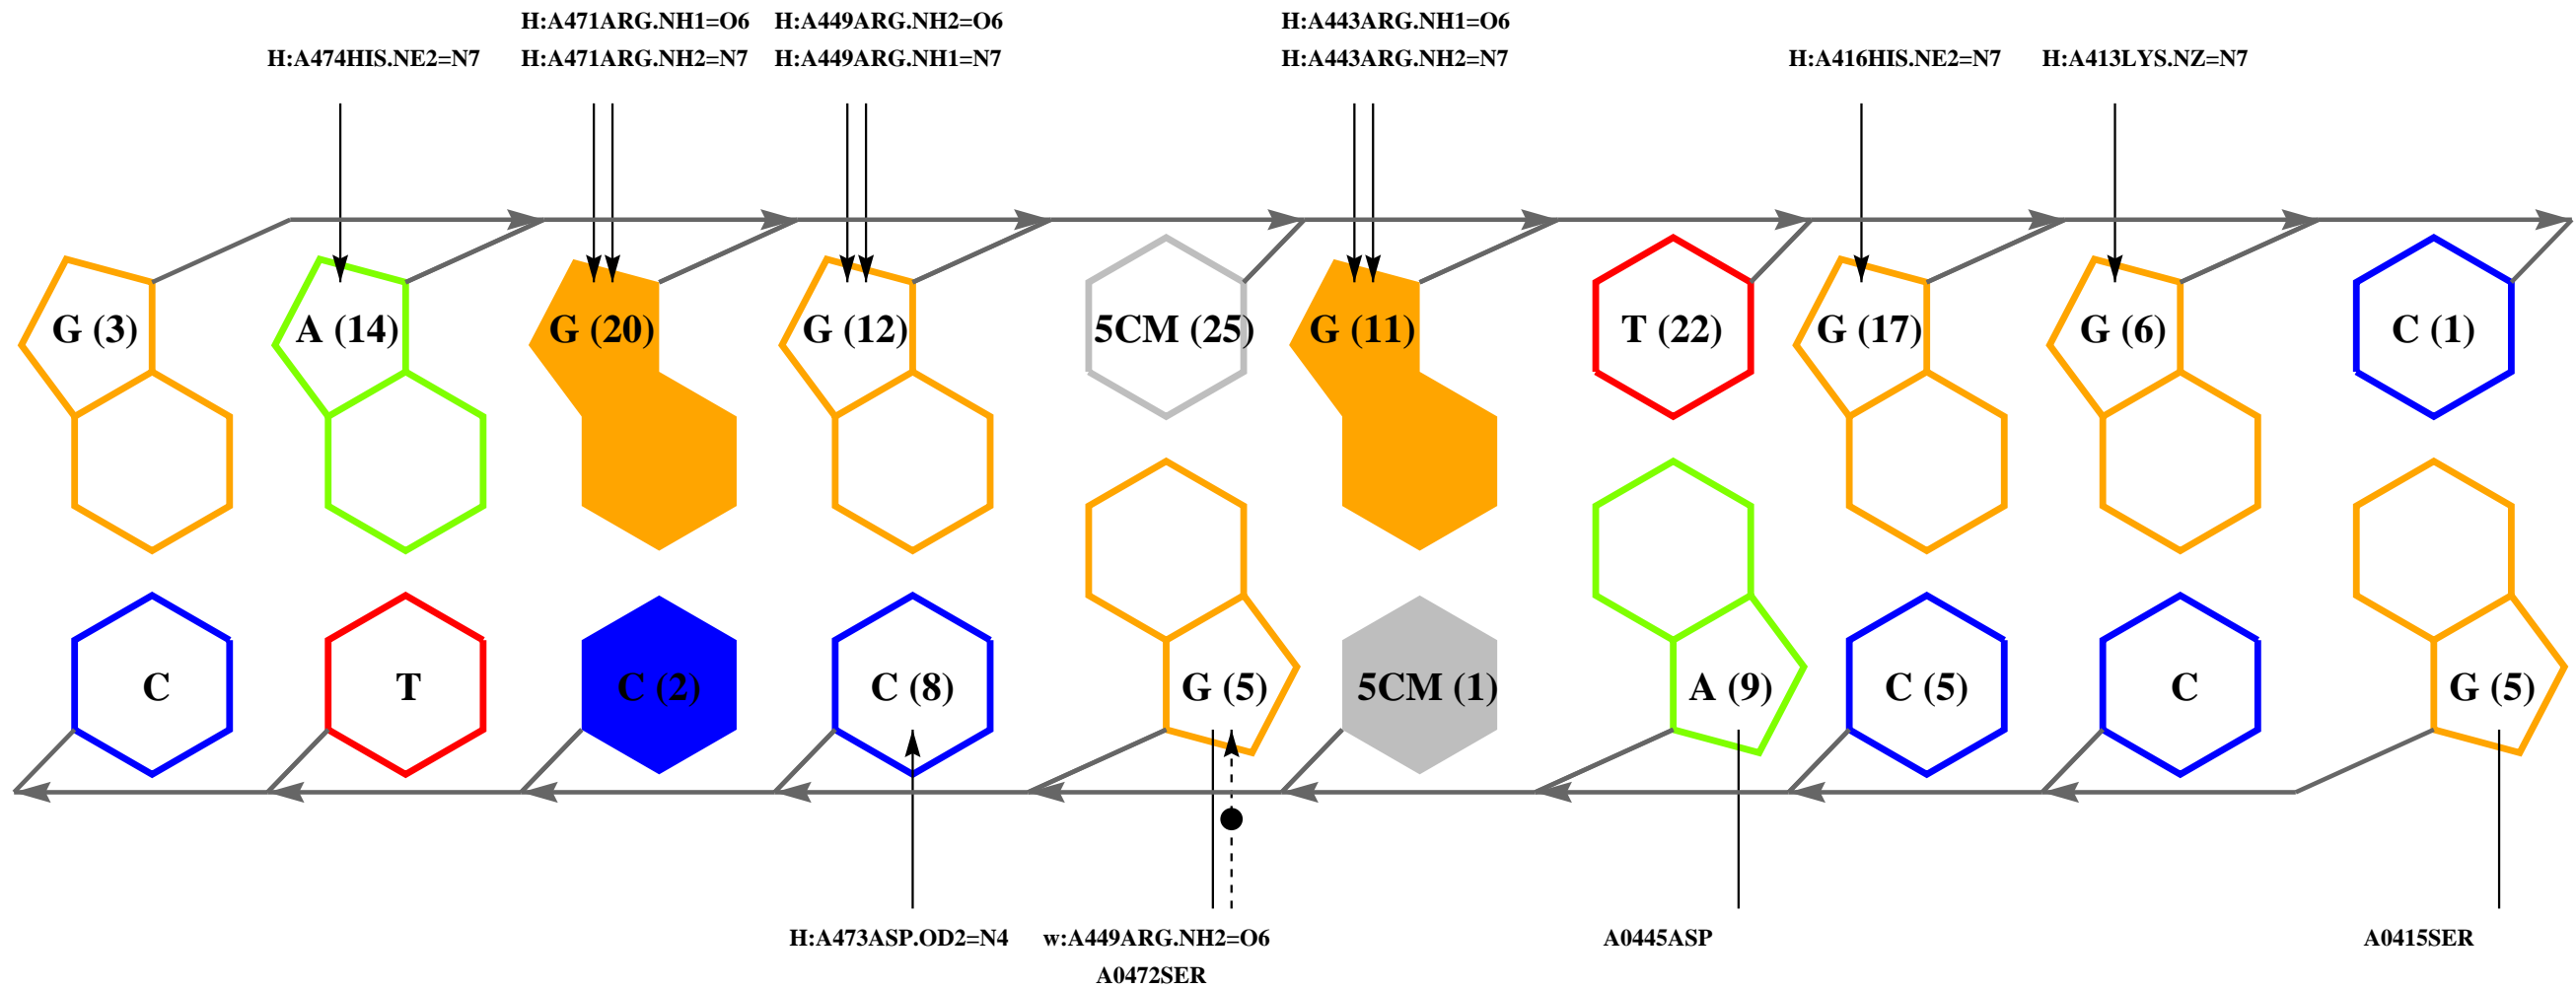 H:A471ARG.NH1=O6 H:A449ARG.NH2=O6 H:A443ARG.NH1=O6
H:A474HIS.NE2=N7 H:A471ARG.NH2=N7 H:A449ARG.NH1=N7 H:A443ARG.NH2=N7 H:A416HIS.NE2=N7 H:A413LYS.NZ=N7
G (3) A (14) G (20) G (12) 5CM (25) G (11) T (22) G (17) G (6) C (1)
C T C (2) C (8) G (5) 5CM (1) A (9) C (5) C G (5)
H:A473ASP.OD2=N4 w:A449ARG.NH2=O6 A0445ASP A0415SER
A0472SER